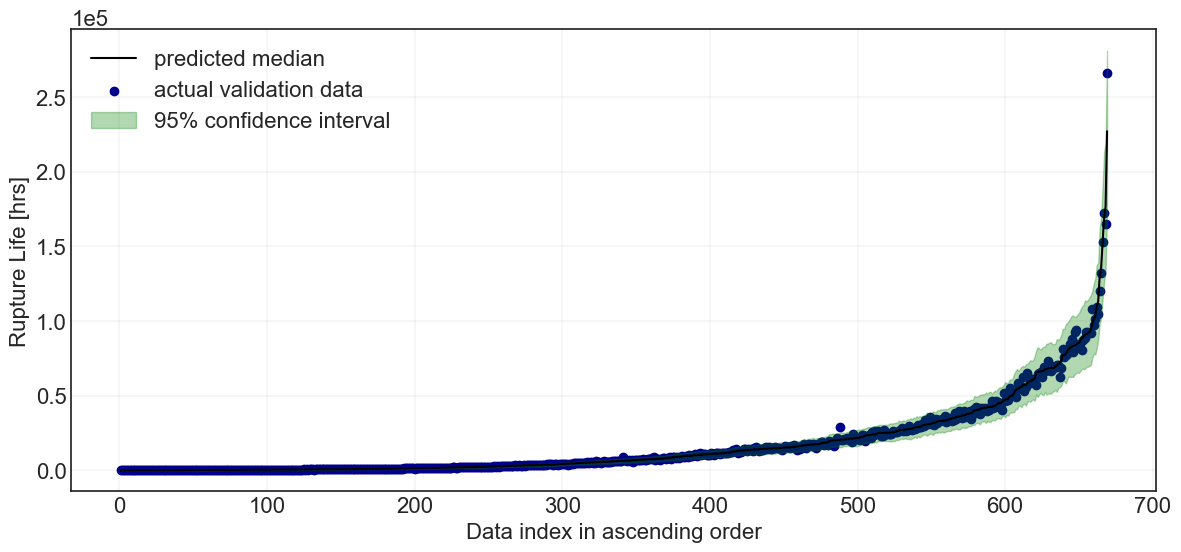 1e5
predicted median
actual validation data
95% confidence interval
2.5
2.0
1.5
1.0
0.5
0.0
Rupture Life [hrs]
0 100 200 300 400 500 600 700
Data index in ascending order